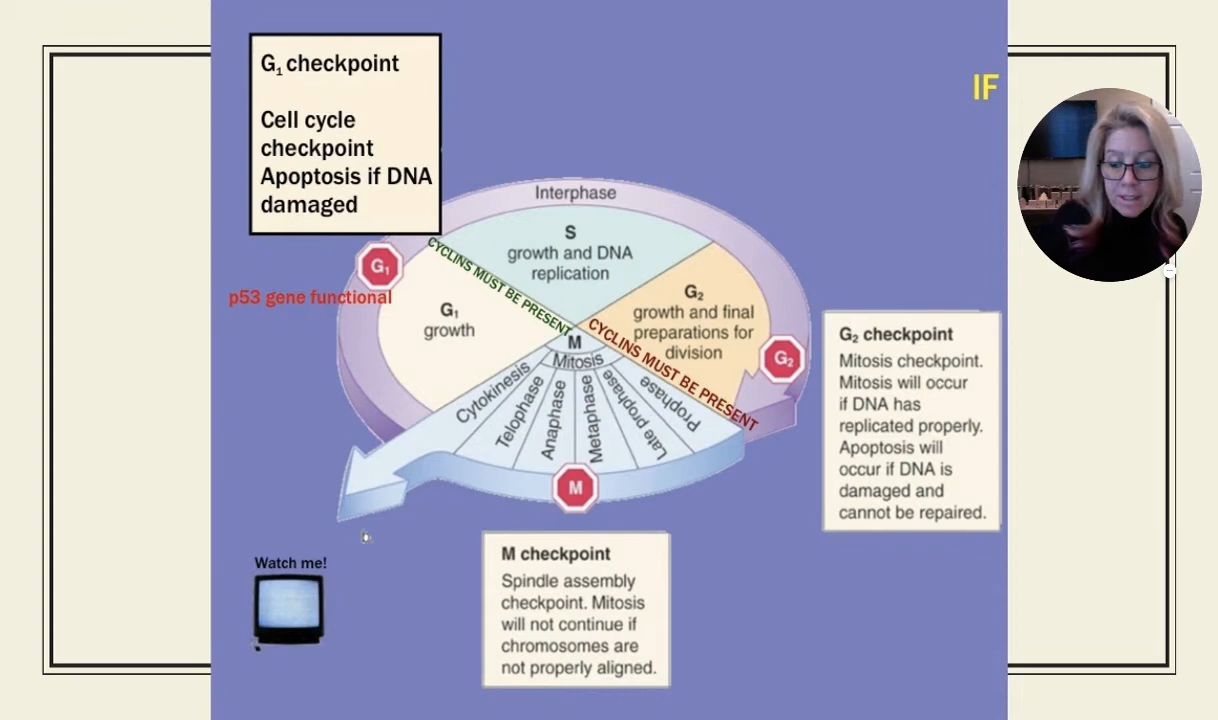 G₁ checkpoint
Cell cycle
checkpoint
Apoptosis if DNA
damaged
IF
Interphase
S
growth and DNA
replication
G₁
p53 gene functional
CYCLINS MUST BE PRESENT
G₁
growth
G₂
growth and final
preparations for
division
CYCLINS MUST BE PRESENT
G₂
M
Mitosis
Cytokinesis
Telophase
Anaphase
Metaphase
Late prophase
Prophase
M
G₂ checkpoint
Mitosis checkpoint.
Mitosis will occur
if DNA has
replicated properly.
Apoptosis will
occur if DNA is
damaged and
cannot be repaired.
Watch me!
M checkpoint
Spindle assembly
checkpoint. Mitosis
will not continue if
chromosomes are
not properly aligned.